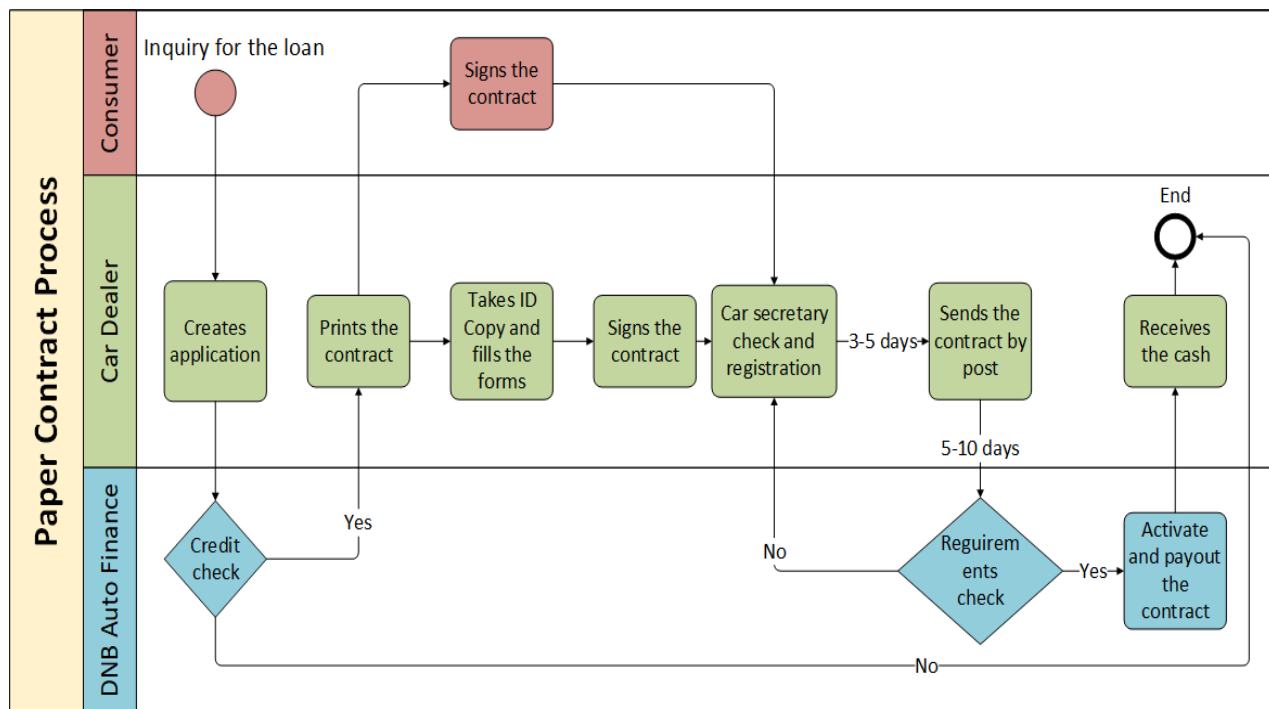 Paper Contract Process
Consumer
Inquiry for the loan
Signs the
contract
Car Dealer
Creates
application
Prints the
contract
Takes ID
Copy and
fills the
forms
Signs the
contract
Car secretary
check and
registration
3-5 days
Sends the
contract by
post
5-10 days
End
Receives
the cash
DNB Auto Finance
Credit
check
Yes
No
Reguirem
ents
check
No
Yes
Activate
and payout
the
contract